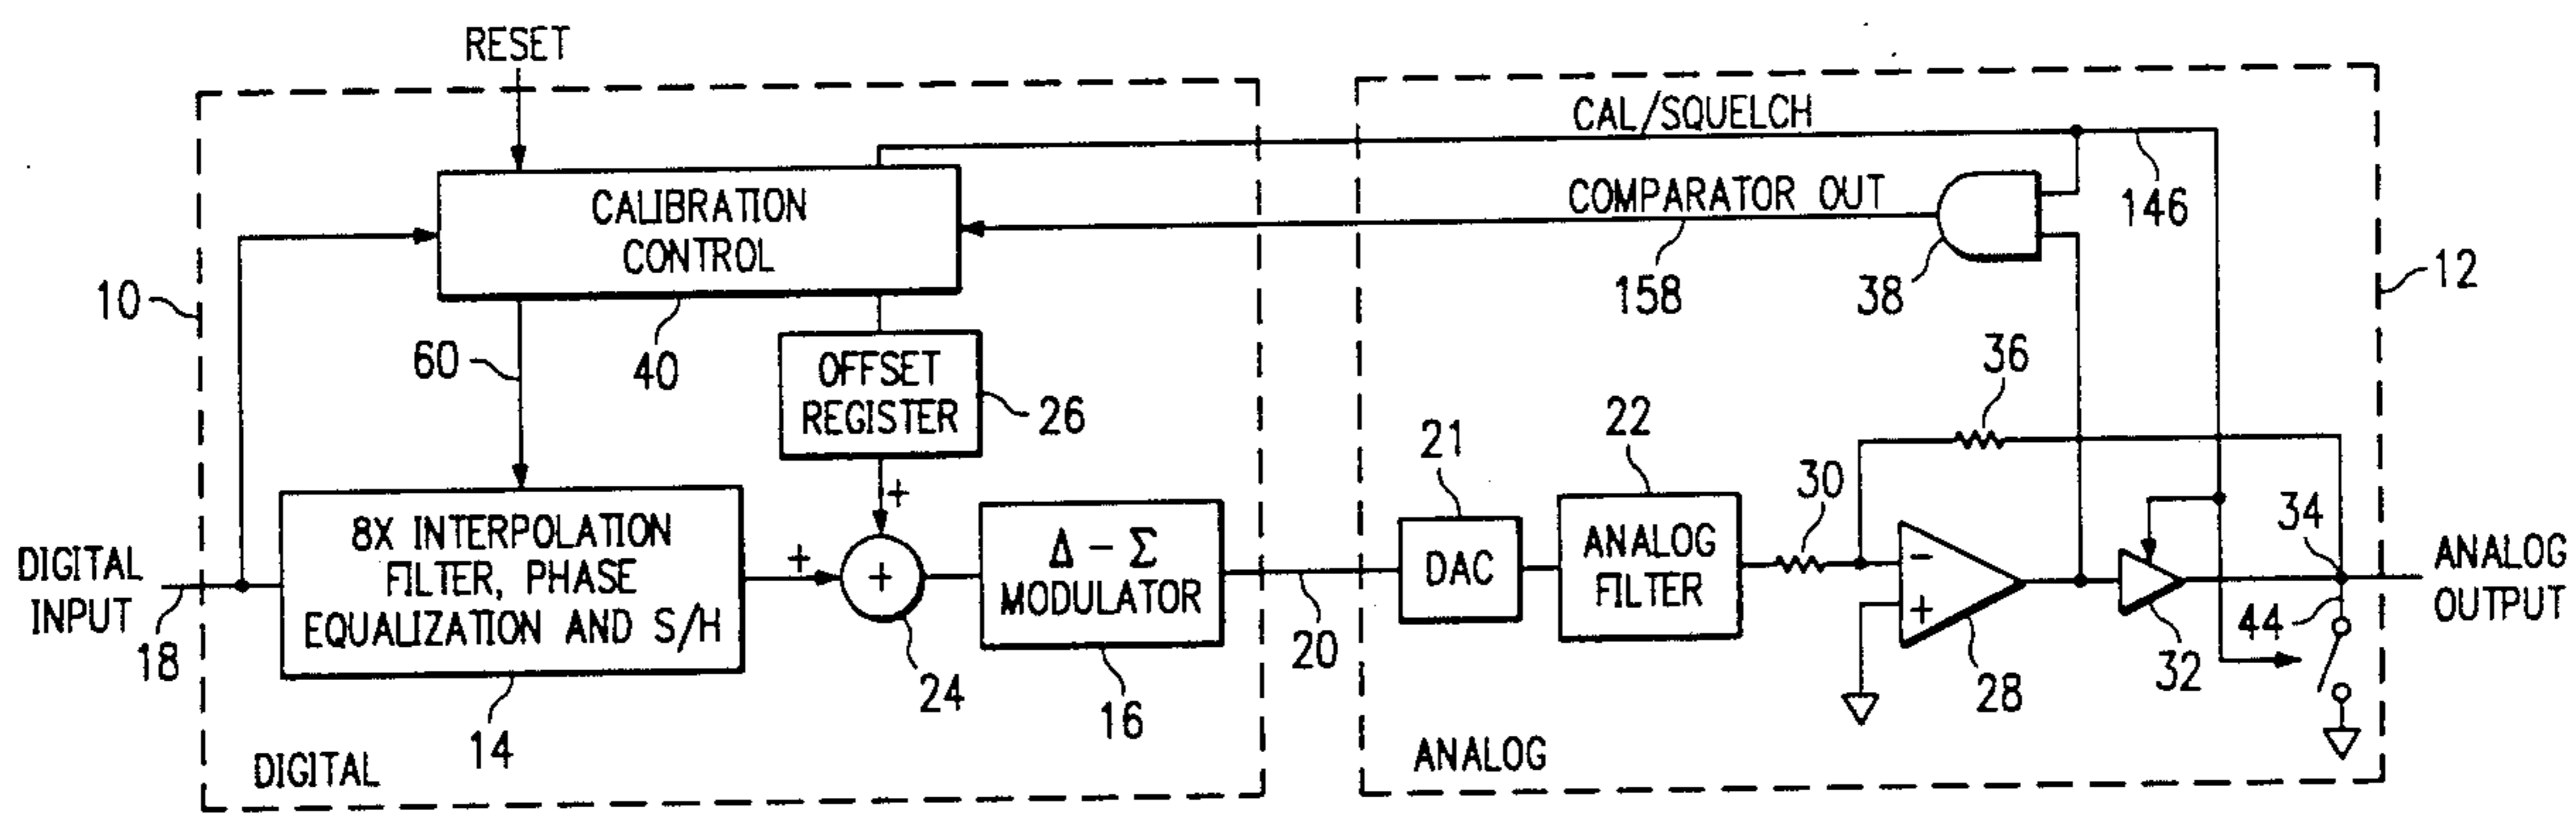 RESET
CAL/SQUELCH
CALIBRATION
CONTROL
COMPARATOR OUT
146
10
12
158
38
60
40
OFFSET
REGISTER
26
36
21
22
30
34
DIGITAL
INPUT
18
8X INTERPOLATION
FILTER, PHASE
EQUALIZATION AND S/H
14
+
+
+
24
Δ - Σ
MODULATOR
16
20
DAC
ANALOG
FILTER
-
+
28
32
44
ANALOG
OUTPUT
DIGITAL
ANALOG